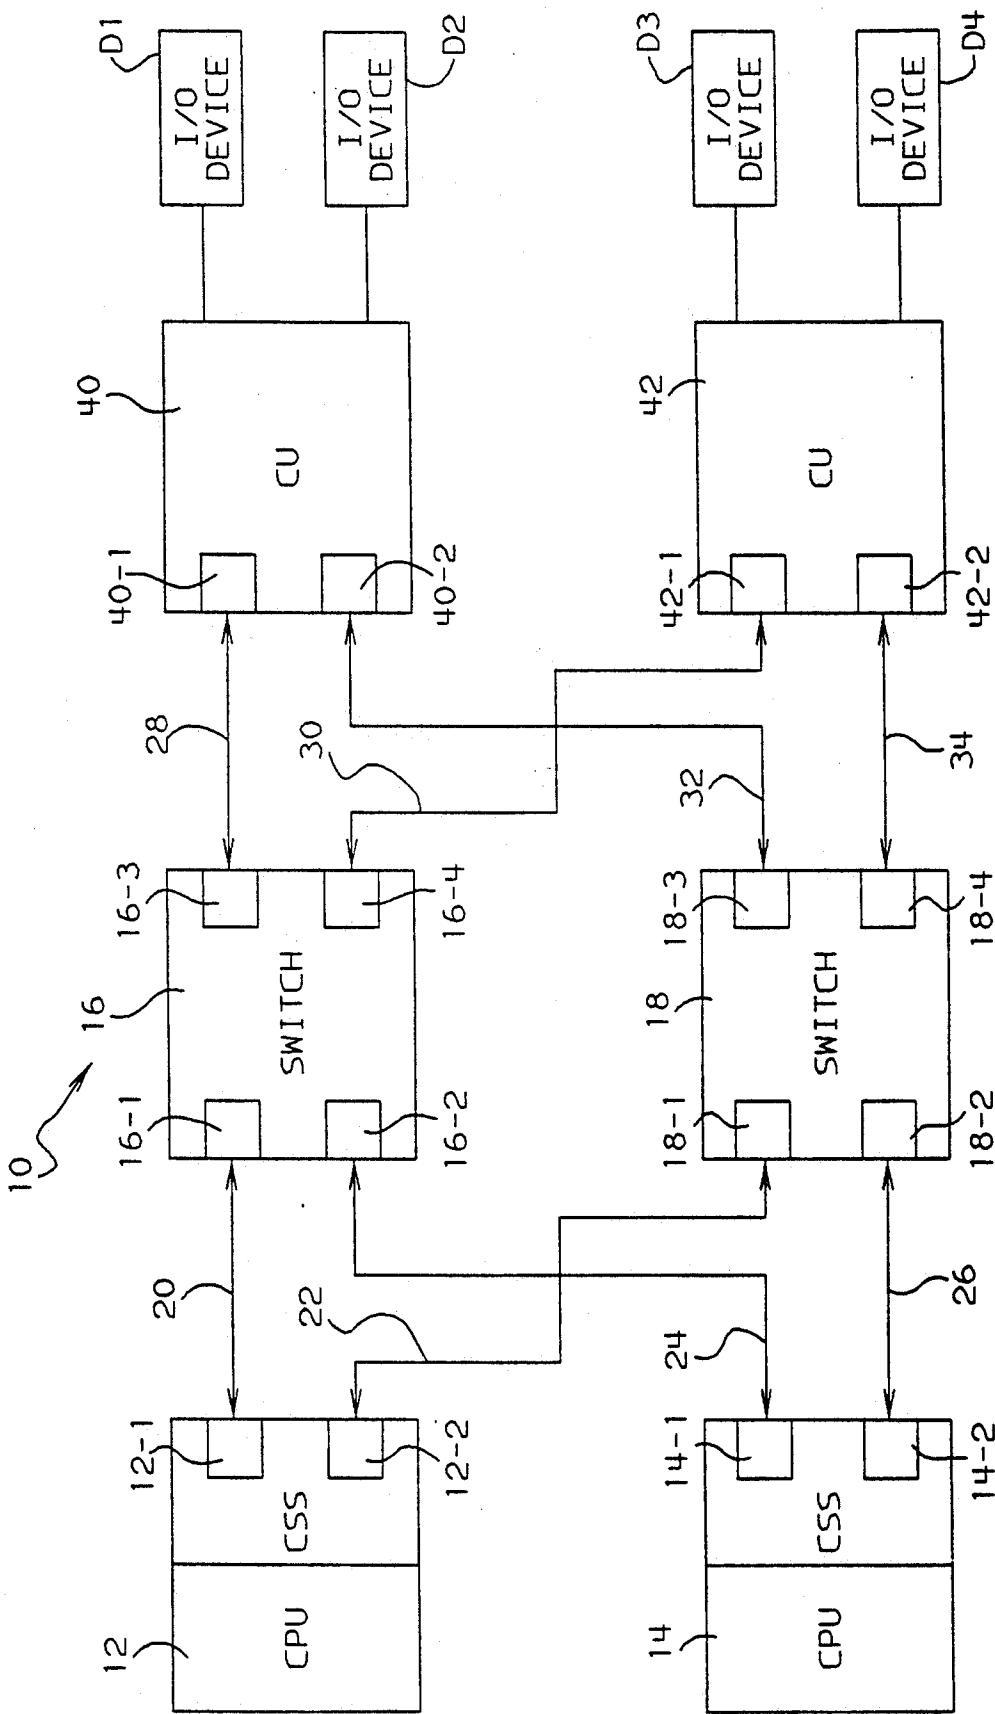 10
12
CPU
CSS
12-1
12-2
20
22
16
16-1
16-2
SWITCH
16-3
16-4
28
30
40
40-1
40-2
CU
I/O
DEVICE
D1
I/O
DEVICE
D2
14
CPU
CSS
14-1
14-2
24
26
18
18-1
18-2
SWITCH
18-3
18-4
32
34
42
42-1
42-2
CU
I/O
DEVICE
D3
I/O
DEVICE
D4